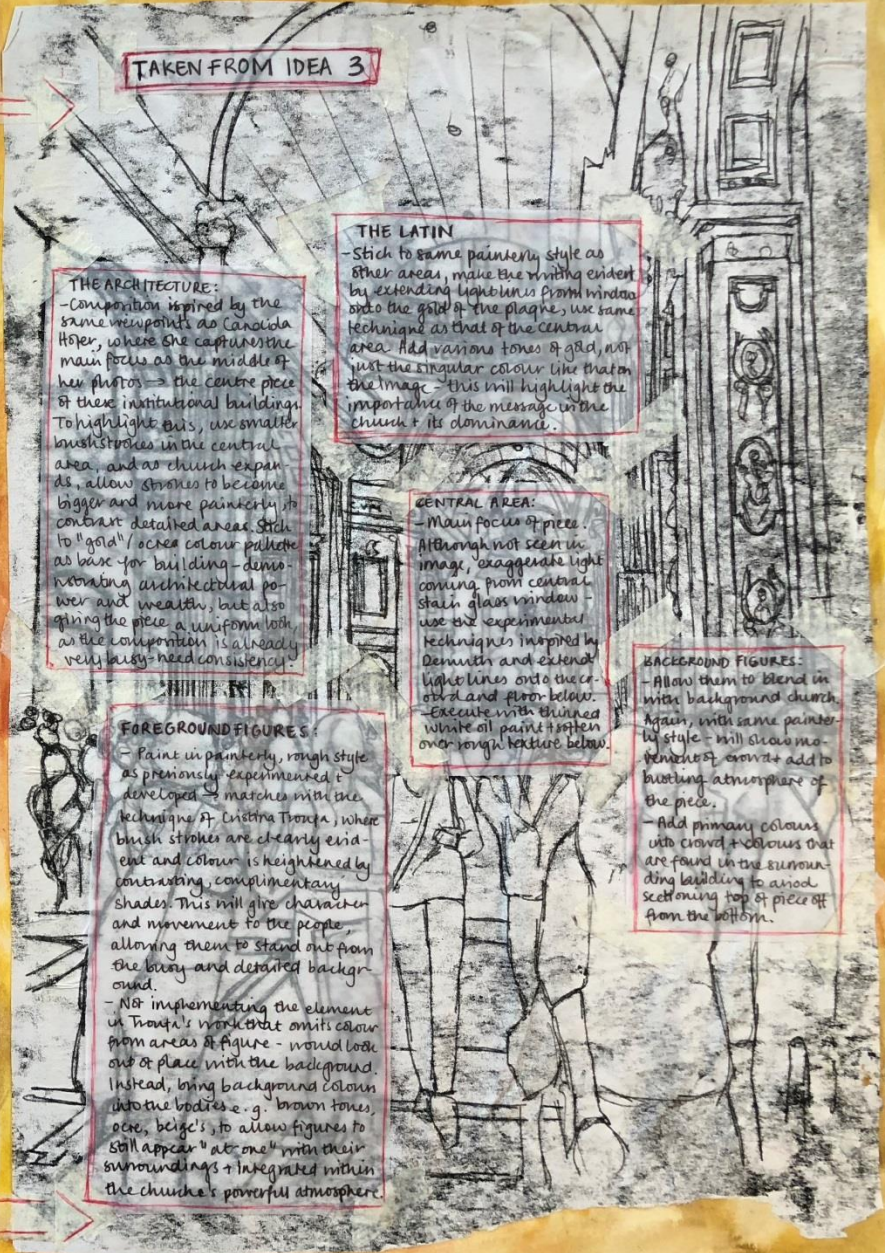 TAKEN FROM IDEA 3
THE LATIN
- Stich to same painterly style as
other areas, make the writing evident
by extending light lines from window
onto the gold of the plaque, use same
technique as that of the central
area. Add various tones of gold, not
just the singular colour like that on
the image - this will highlight the
importance of the message in the
church + its dominance.
THE ARCHITECTURE:
- Composition ispired by the
same viewpoints as Candida
Hofer, where she captures the
main focus as the middle of
her photos → the centre piece
of these institutional buildings.
To highlight this, use smaller
brushstrokes in the central
area, and as church expan-
ds, allow strokes to become
bigger and more painterly, to
contrast detailed areas. Stich
to "gold"/ocrea colour pallette
as base for building - demo-
nstrating architectural po-
wer and wealth, but also
giving the piece a uniform look,
as the composition is already
very busy - need consistency!
CENTRAL AREA:
- Main focus of piece.
Although not seen in
image, exaggerate light
coming from central
stain glass window -
use the experimental
techniques inspired by
Demuth and extend
light lines onto the cr-
owd and floor below.
- Execute with thinned
white oil paint + soften
over rough texture below.
BACKGROUND FIGURES:
- Allow them to blend in
with background church.
Again, with same painter-
ly style - will show mo-
vement of crowd + add to
bustling atmosphere of
the piece.
- Add primary colours
into crowd + colours that
are found in the surroun-
ding building to avoid
sectioning top of piece off
from the bottom.
FOREGROUND FIGURES:
- Paint in painterly, rough style
as previously experimented +
developed - matches with the
technique of Cristina Troufa, where
brush strokes are clearly evid-
ent and colour is heightened by
contrasting, complimentary
shades. This will give character
and movement to the people,
allowing them to stand out from
the busy and detailed backgr-
ound.
- Not implementing the element
in Troufa's work that omits colour
from areas of figure - would look
out of place with the background.
Instead, bring background colours
into the bodies e.g. brown tones,
ocre, beige's, to allow figures to
still appear "at-one" with their
surroundings + integrated within
the churche's powerful atmosphere.